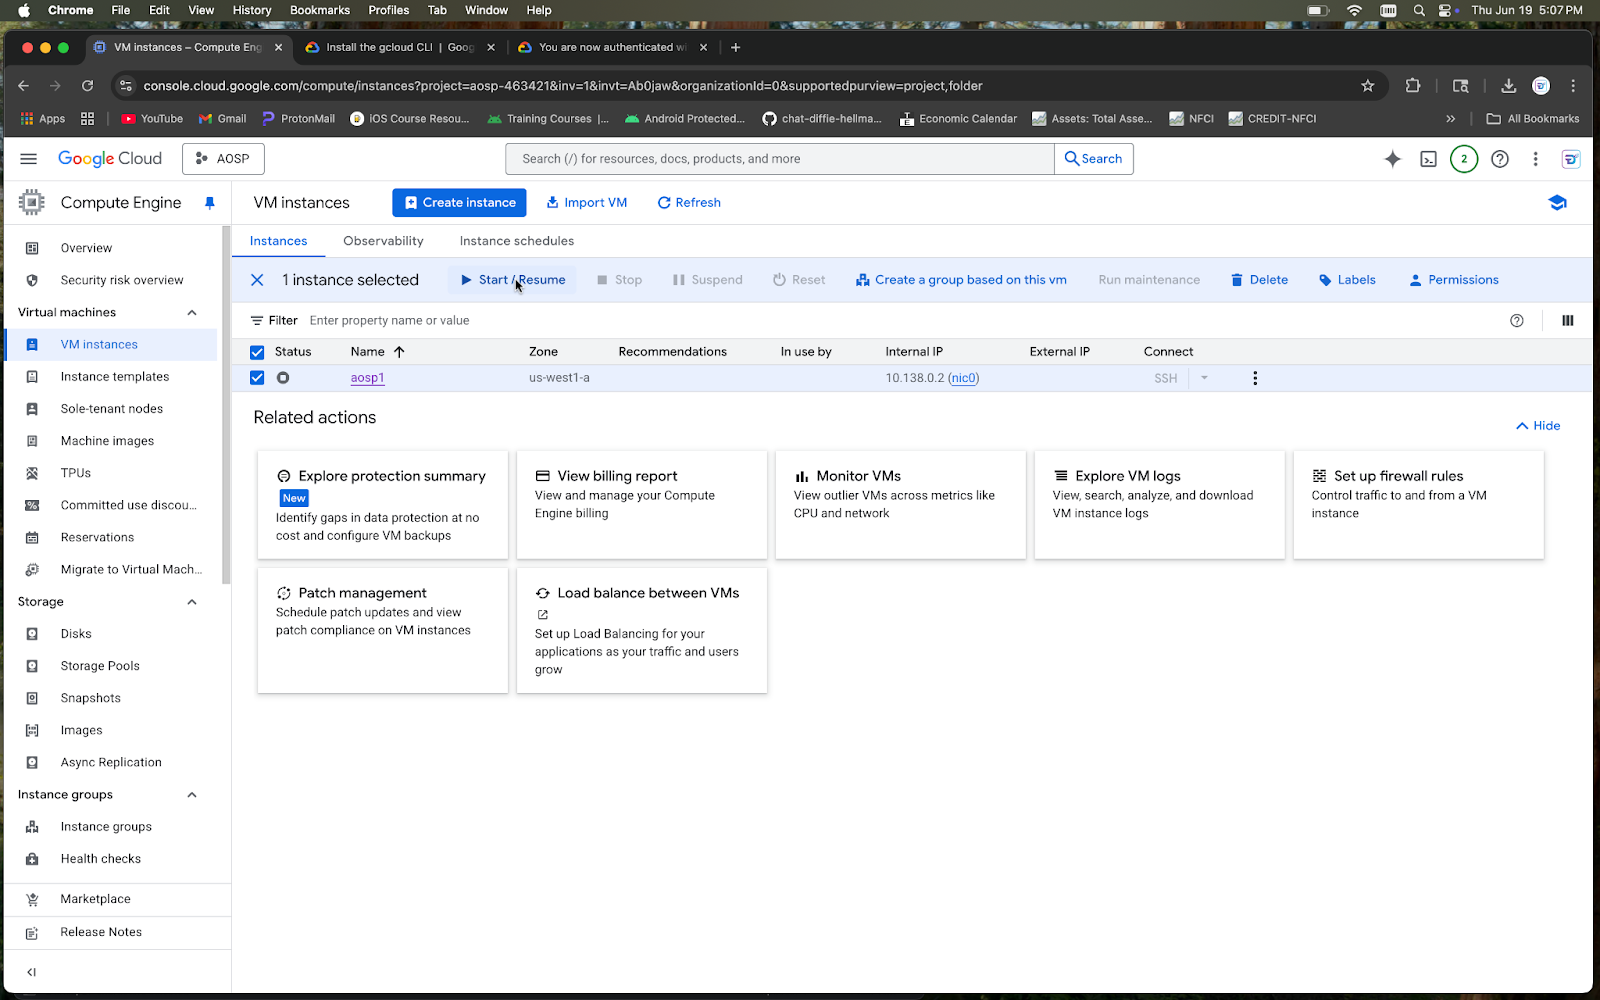 Chrome File Edit View History Bookmarks Profiles Tab Window Help Thu Jun 19 5:07 PM
VM instances – Compute Eng Install the gcloud CLI | Goog You are now authenticated wi
console.cloud.google.com/compute/instances?project=aosp-463421&inv=1&invt=Ab0jaw&organizationId=0&supportedpurview=project,folder
Apps YouTube Gmail ProtonMail iOS Course Resou... Training Courses |... Android Protected... chat-diffie-hellma... Economic Calendar Assets: Total Asse... NFCI CREDIT-NFCI » All Bookmarks
Google Cloud AOSP Search (/) for resources, docs, products, and more Search 2
Compute Engine VM instances Create instance Import VM Refresh
Instances Observability Instance schedules
1 instance selected Start / Resume Stop Suspend Reset Create a group based on this vm Run maintenance Delete Labels Permissions
Filter Enter property name or value
Status Name Zone Recommendations In use by Internal IP External IP Connect
aosp1 us-west1-a 10.138.0.2 (nic0) SSH
Related actions
Hide
Explore protection summary
New
Identify gaps in data protection at no
cost and configure VM backups
View billing report
View and manage your Compute
Engine billing
Monitor VMs
View outlier VMs across metrics like
CPU and network
Explore VM logs
View, search, analyze, and download
VM instance logs
Set up firewall rules
Control traffic to and from a VM
instance
Patch management
Schedule patch updates and view
patch compliance on VM instances
Load balance between VMs
Set up Load Balancing for your
applications as your traffic and users
grow
Overview
Security risk overview
Virtual machines
VM instances
Instance templates
Sole-tenant nodes
Machine images
TPUs
Committed use discou...
Reservations
Migrate to Virtual Mach...
Storage
Disks
Storage Pools
Snapshots
Images
Async Replication
Instance groups
Instance groups
Health checks
Marketplace
Release Notes